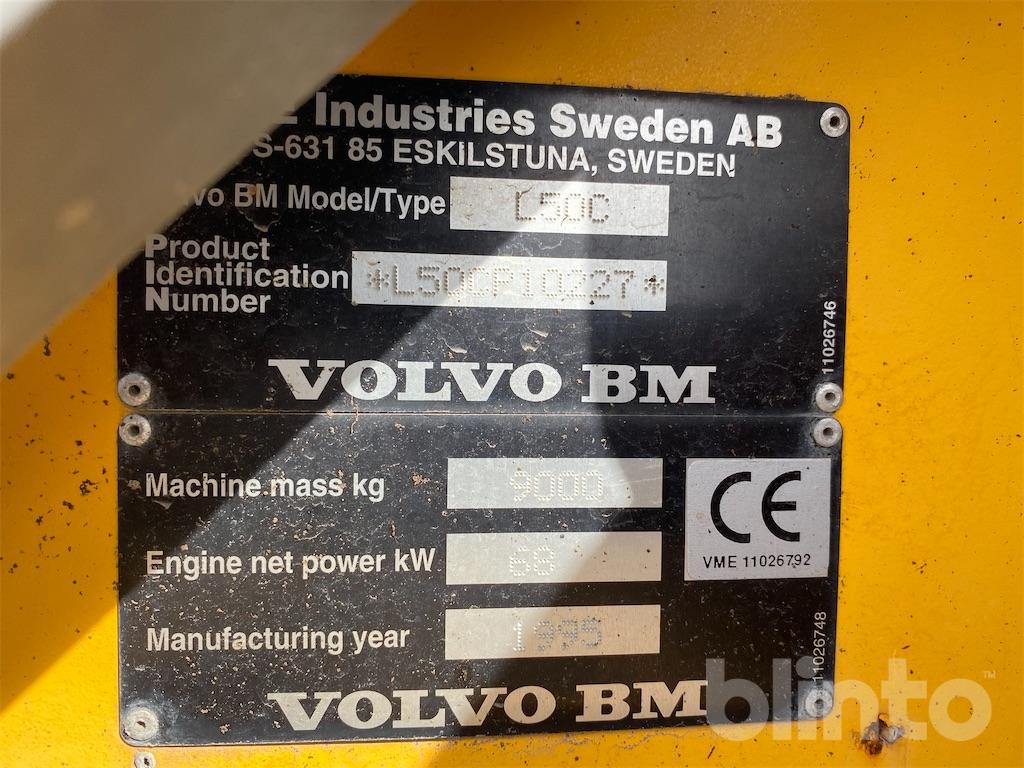 Industries Sweden AB
S-631 85 ESKILSTUNA, SWEDEN
BM Model/Type L50C
Product
Identification
Number
*L50CP10227*
11026746
VOLVO BM
Machine mass kg 9000
CE
Engine net power kW 68
VME 11026792
Manufacturing year 1995
11026748
VOLVO BM
blinto™